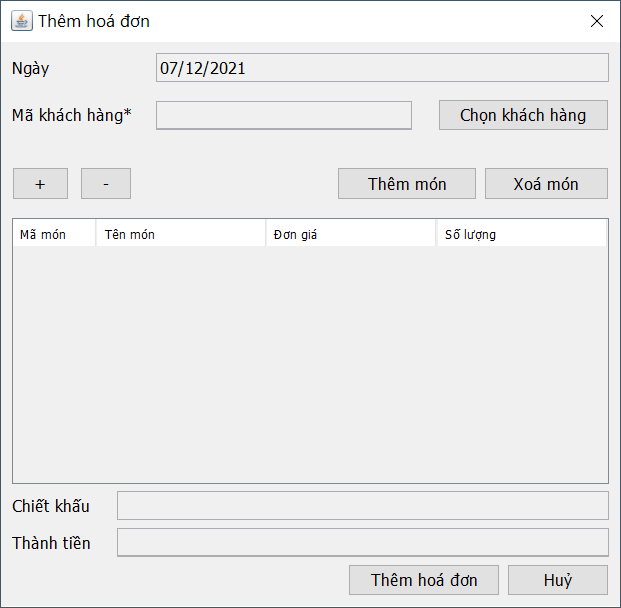 Thêm hoá đơn
Ngày 07/12/2021
Mã khách hàng* Chọn khách hàng
+ - Thêm món Xoá món
Mã món Tên món Đơn giá Số lượng
Chiết khấu
Thành tiền
Thêm hoá đơn Huỷ